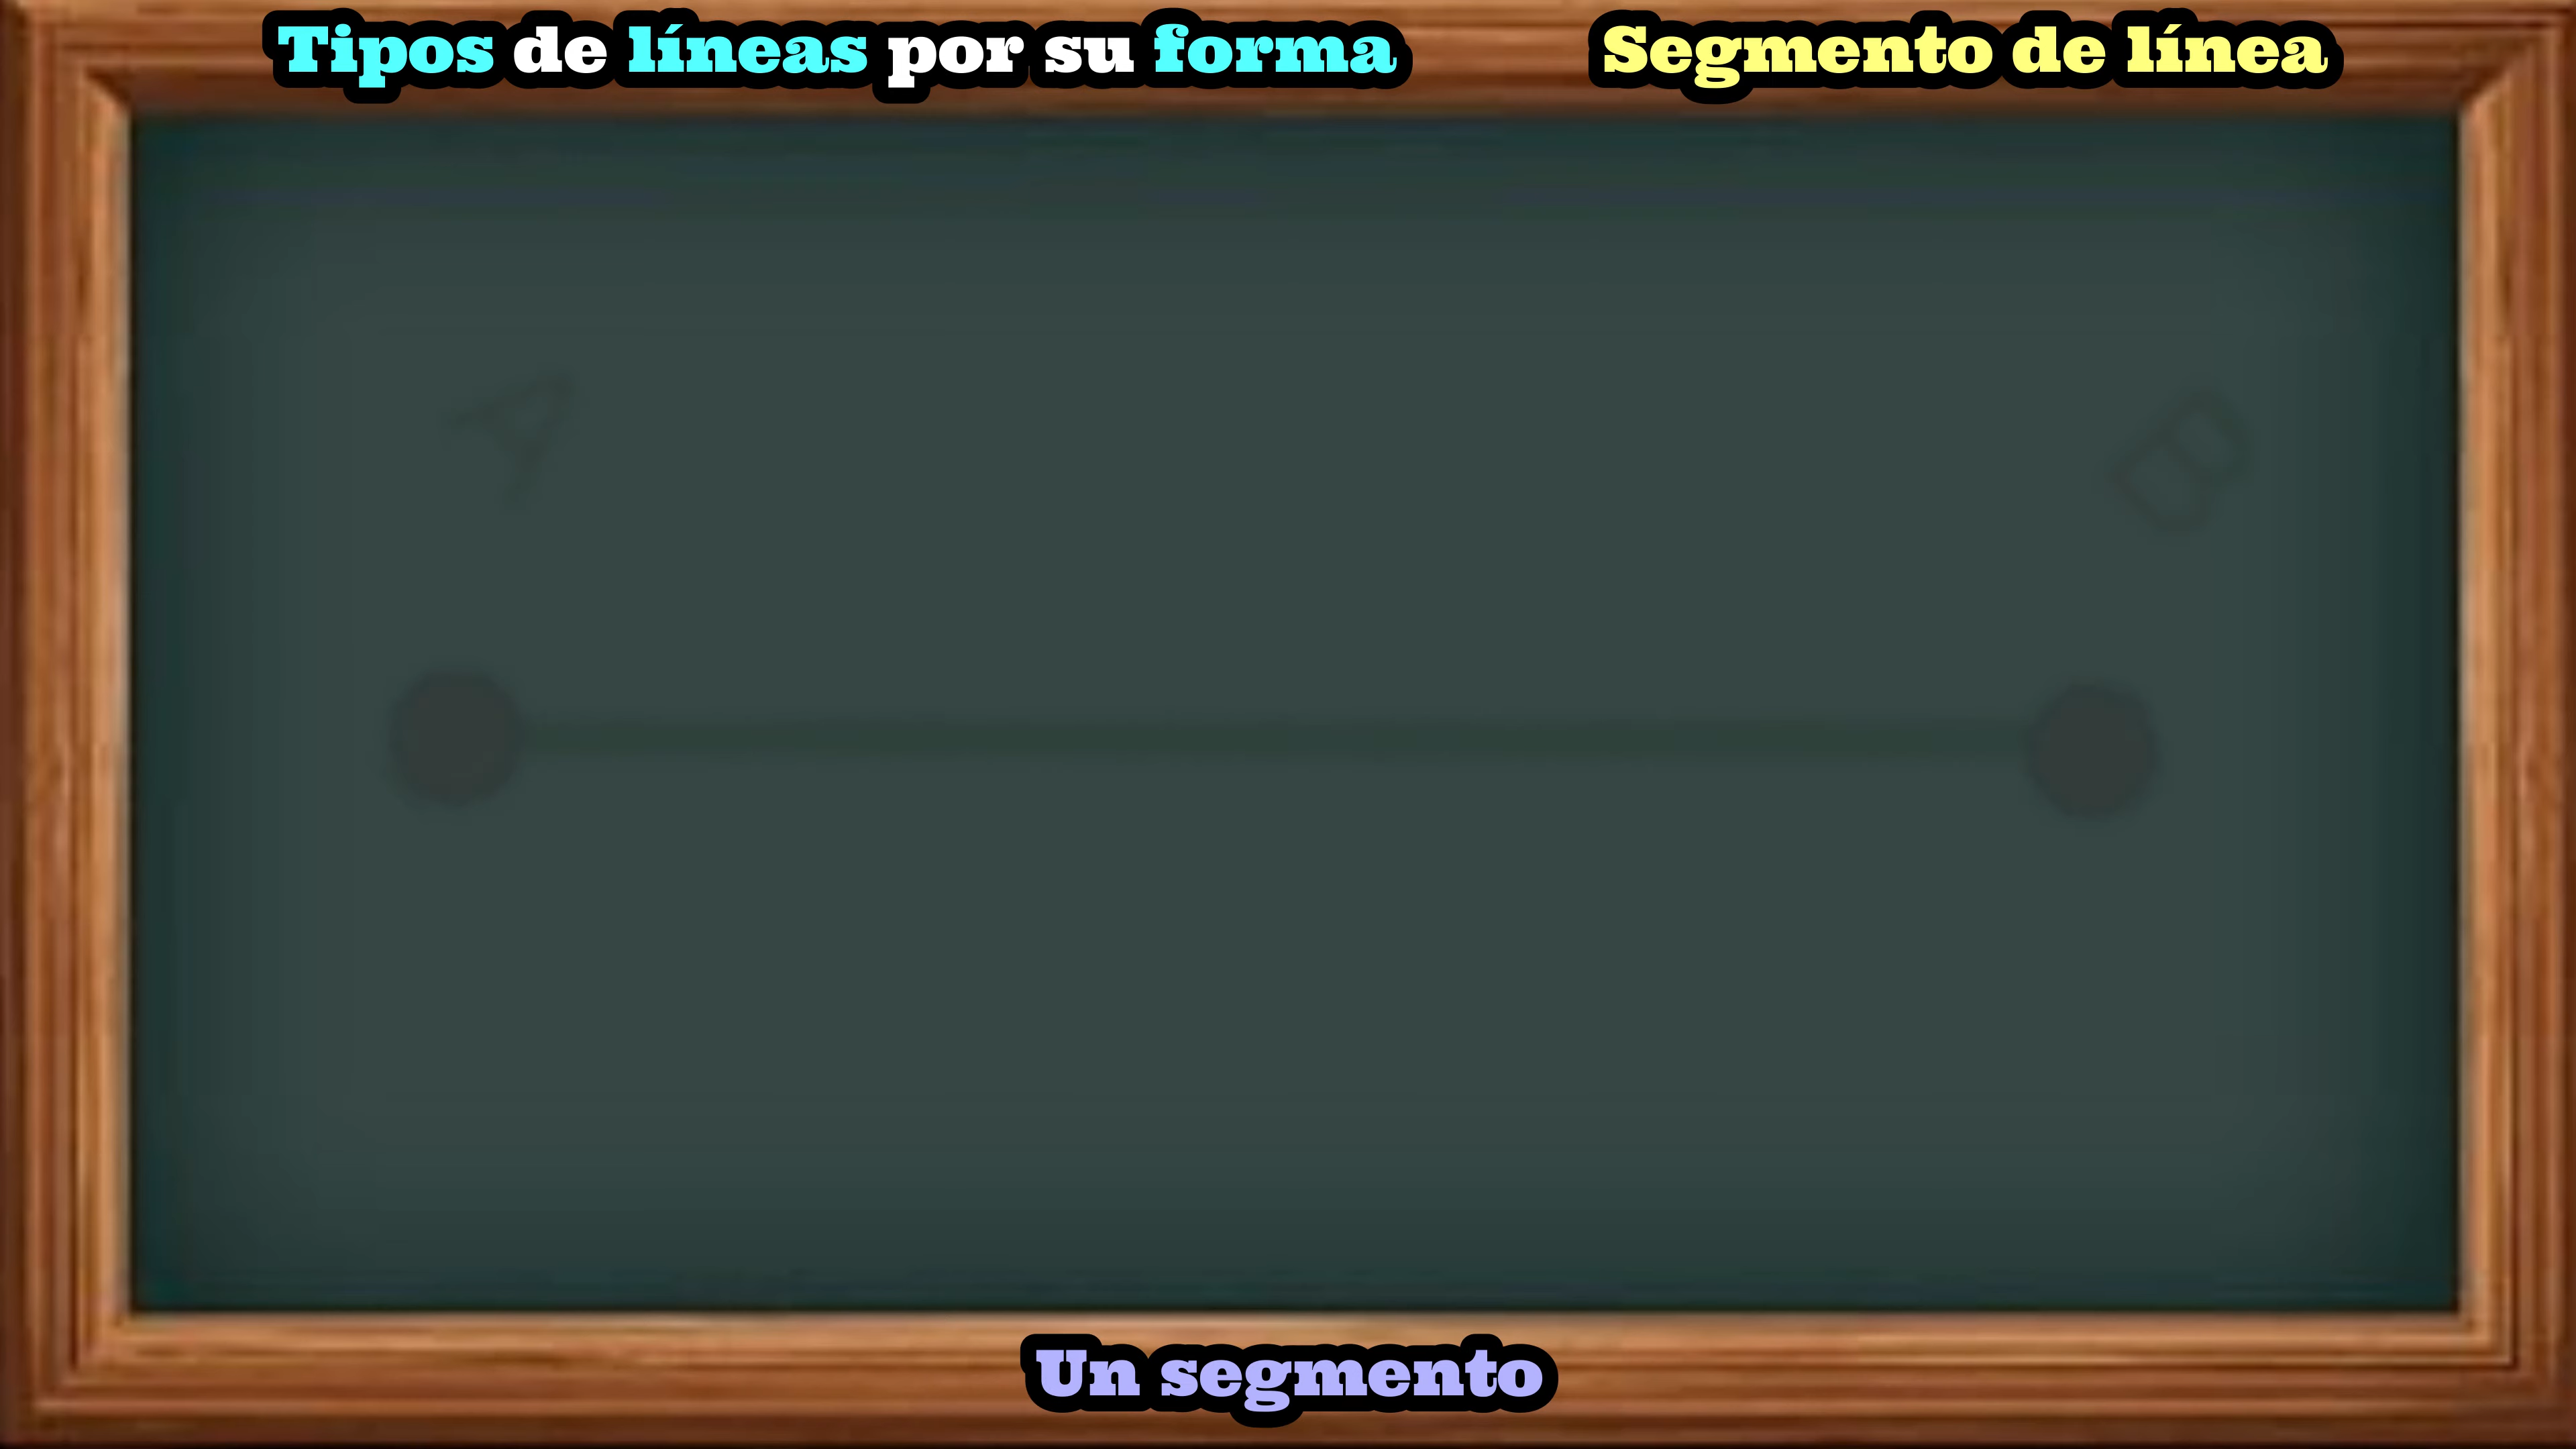 Tipos de líneas por su forma
Segmento de línea
A
B
Un segmento